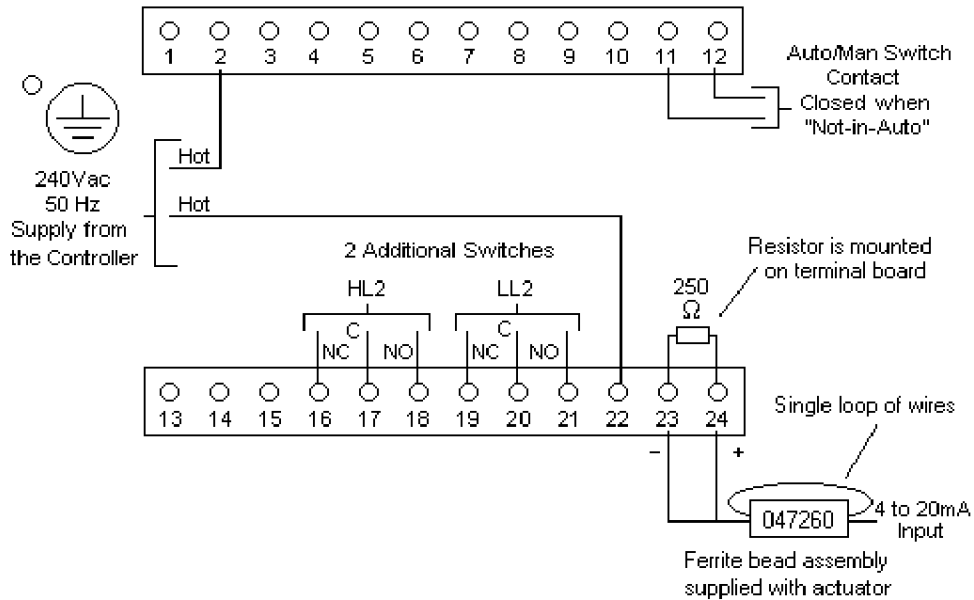 1 2 3 4 5 6 7 8 9 10 11 12
Auto/Man Switch
Contact
Closed when
"Not-in-Auto"
240Vac
50 Hz
Supply from
the Controller
Hot
Hot
2 Additional Switches
HL2
LL2
C
NC
NO
C
NC
NO
Resistor is mounted
on terminal board
250
Ω
13 14 15 16 17 18 19 20 21 22 23 24
- +
Single loop of wires
047260
4 to 20mA
Input
Ferrite bead assembly
supplied with actuator